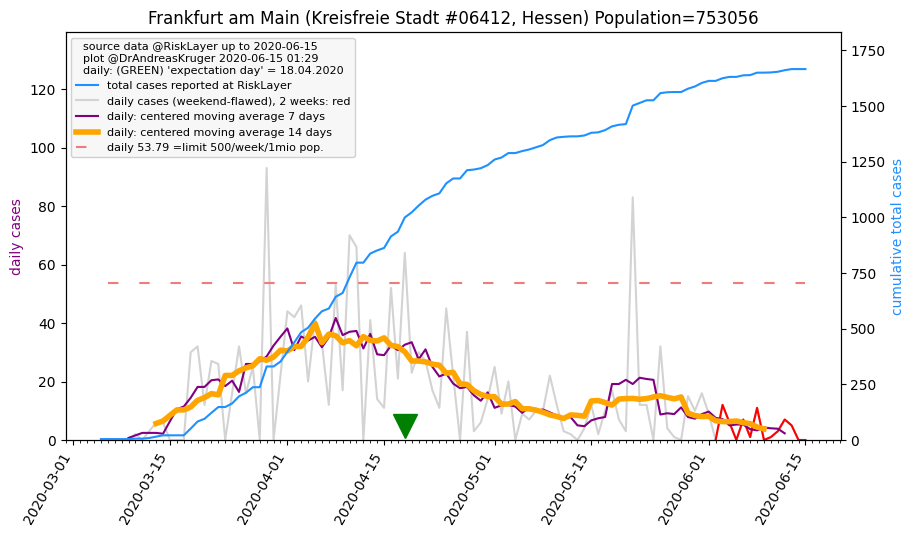 Frankfurt am Main (Kreisfreie Stadt #06412, Hessen) Population=753056
source data @RiskLayer up to 2020-06-15
plot @DrAndreasKruger 2020-06-15 01:29
daily: (GREEN) 'expectation day' = 18.04.2020
total cases reported at RiskLayer
daily cases (weekend-flawed), 2 weeks: red
daily: centered moving average 7 days
daily: centered moving average 14 days
daily 53.79 =limit 500/week/1mio pop.
daily cases
120
100
80
60
40
20
0
cumulative total cases
1750
1500
1250
1000
750
500
250
0
2020-03-01
2020-03-15
2020-04-01
2020-04-15
2020-05-01
2020-05-15
2020-06-01
2020-06-15